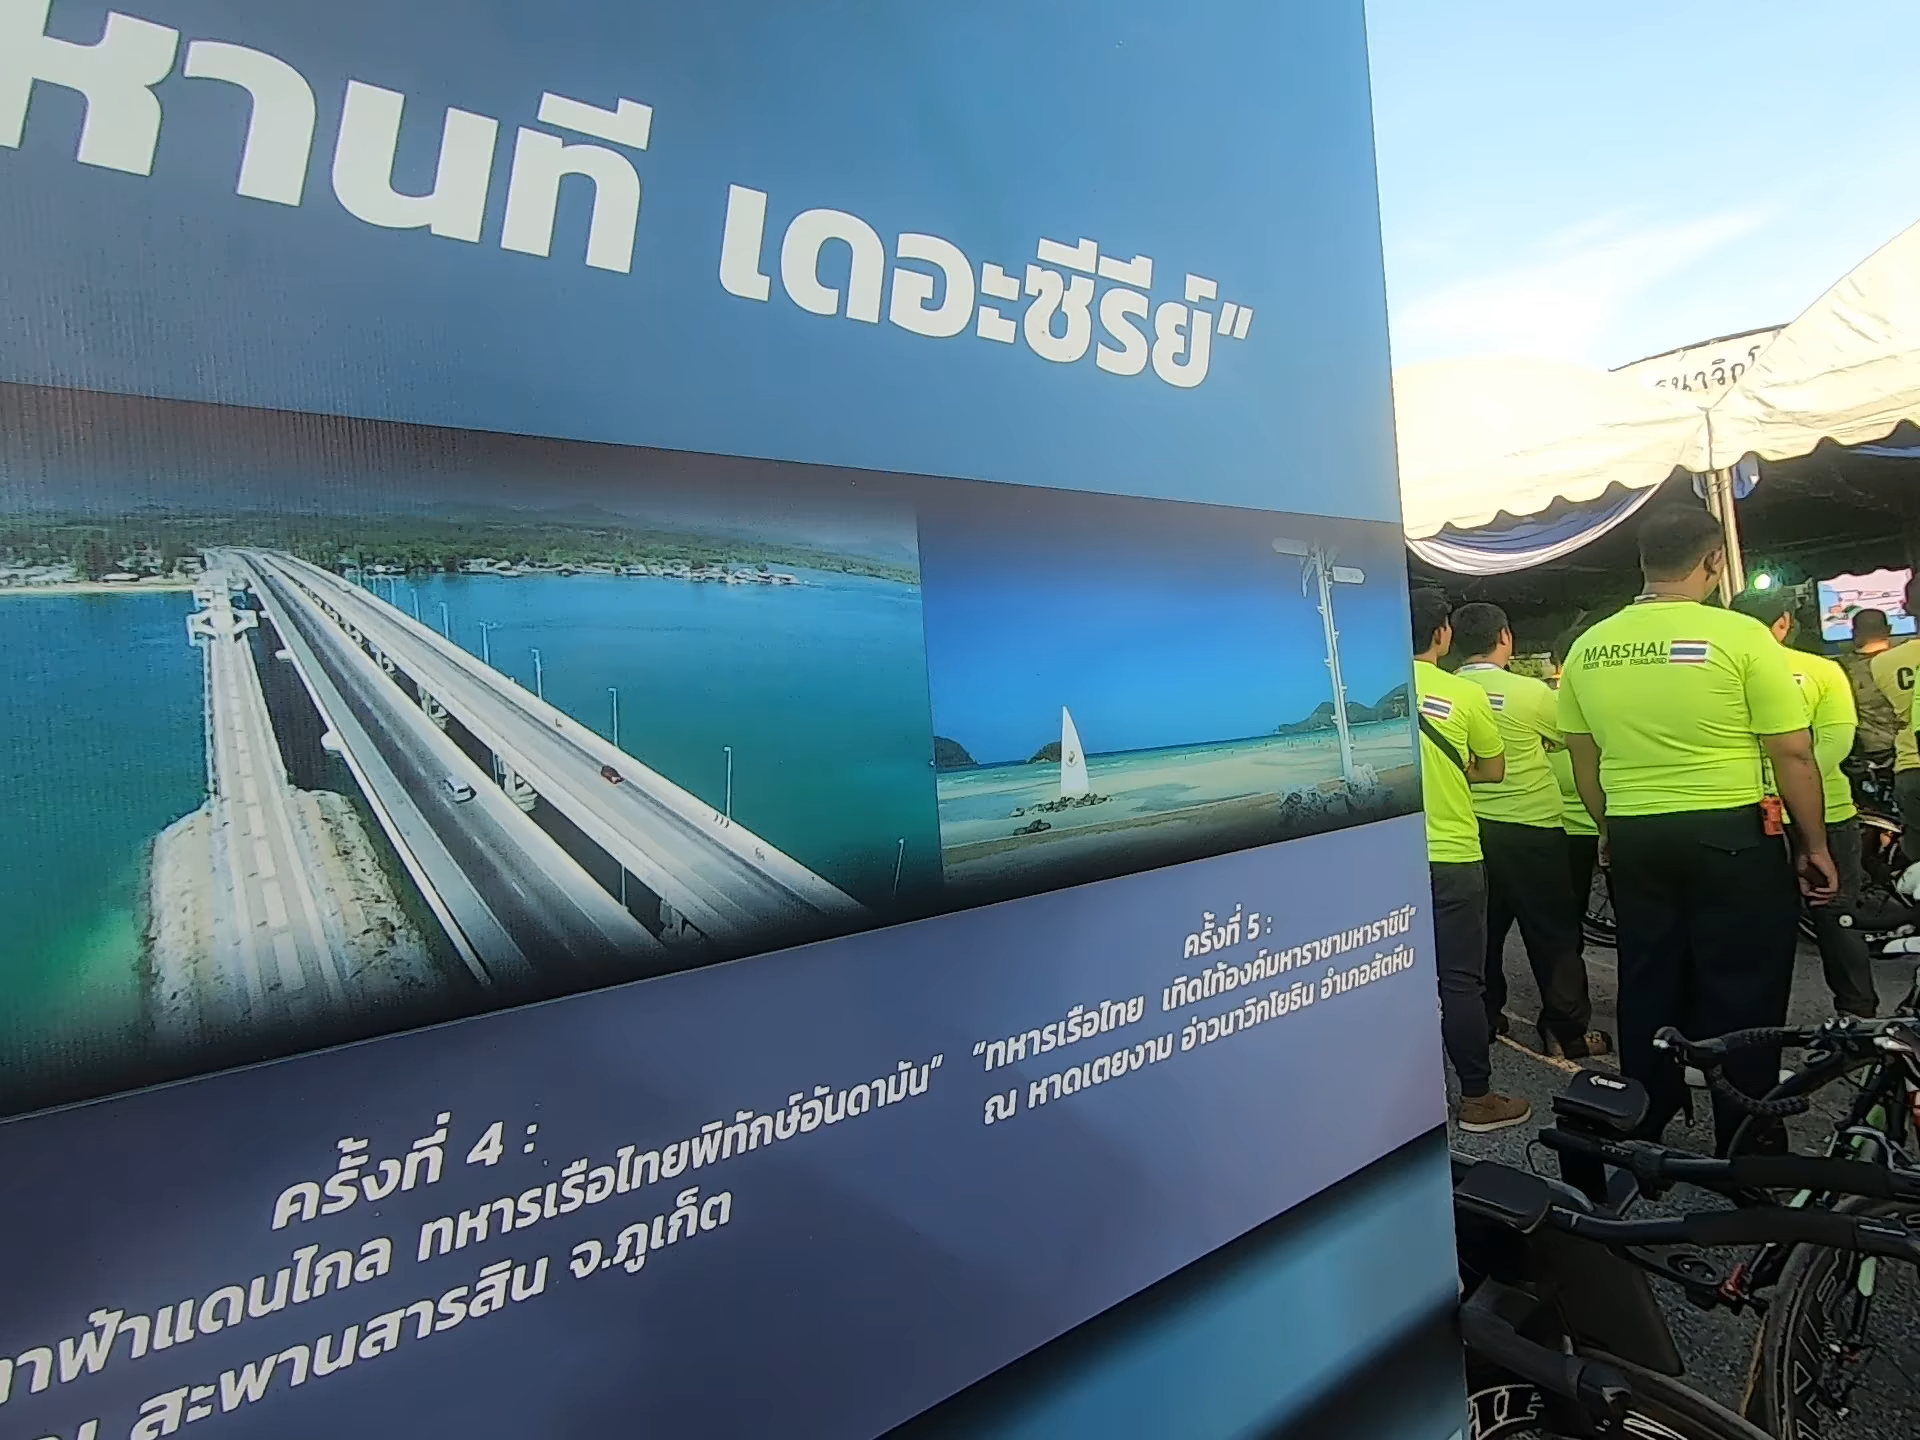 หานที เดอะซีรีย์"
ครั้งที่ 4 :
าฟ้าแดนไกล ทหารเรือไทยพิทักษ์อันดามัน"
ณ สะพานสารสิน จ.ภูเก็ต
ครั้งที่ 5 :
"ทหารเรือไทย เทิดไท้องค์มหาราชามหาราชินี"
ณ หาดเตยงาม อ่าวนาวิกโยธิน อำเภอสัตหีบ
MARSHAL
RIDER TEAM THAILAND